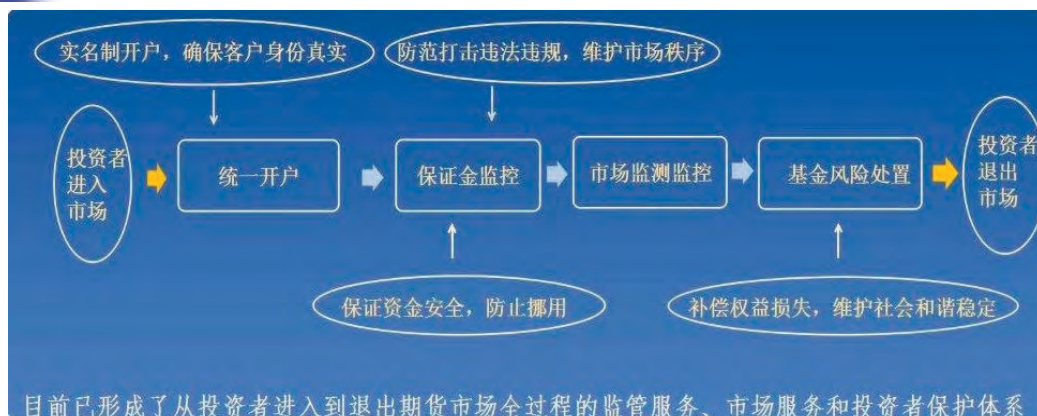 实名制开户，确保客户身份真实
防范打击违法违规，维护市场秩序
投资者
进入
市场
统一开户
保证金监控
市场监测监控
基金风险处置
投资者
退出
市场
保证资金安全，防止挪用
补偿权益损失，维护社会和谐稳定
目前已形成了从投资者进入到退出期货市场全过程的监管服务、市场服务和投资者保护体系